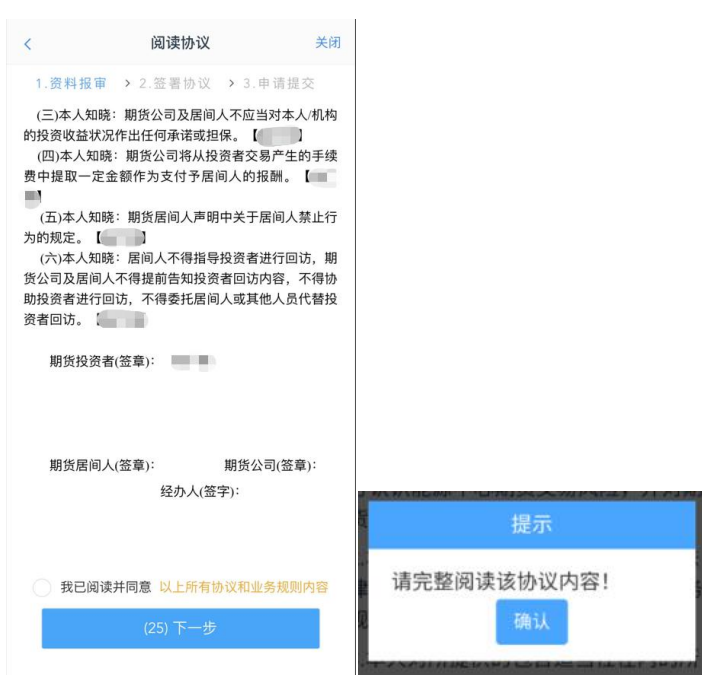 阅读协议
关闭
1.资料报审 > 2.签署协议 > 3.申请提交
(三)本人知晓：期货公司及居间人不应当对本人/机构
的投资收益状况作出任何承诺或担保。【 】
(四)本人知晓：期货公司将从投资者交易产生的手续
费中提取一定金额作为支付予居间人的报酬。【
】
(五)本人知晓：期货居间人声明中关于居间人禁止行
为的规定。【 】
(六)本人知晓：居间人不得指导投资者进行回访，期
货公司及居间人不得提前告知投资者回访内容，不得协
助投资者进行回访，不得委托居间人或其他人员代替投
资者回访。【
期货投资者(签章)：
期货居间人(签章)： 期货公司(签章)：
经办人(签字)：
我已阅读并同意 以上所有协议和业务规则内容
(25) 下一步
提示
请完整阅读该协议内容！
确认